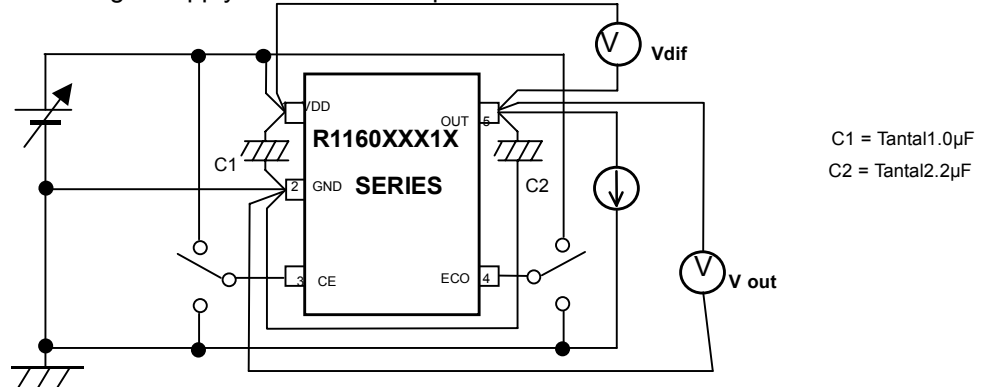 V
Vdif
VDD
OUT 5
R1160XXX1X
C1 = Tantal1.0µF
C1
C2 = Tantal2.2µF
2 GND SERIES
C2
V
V out
3 CE
ECO 4